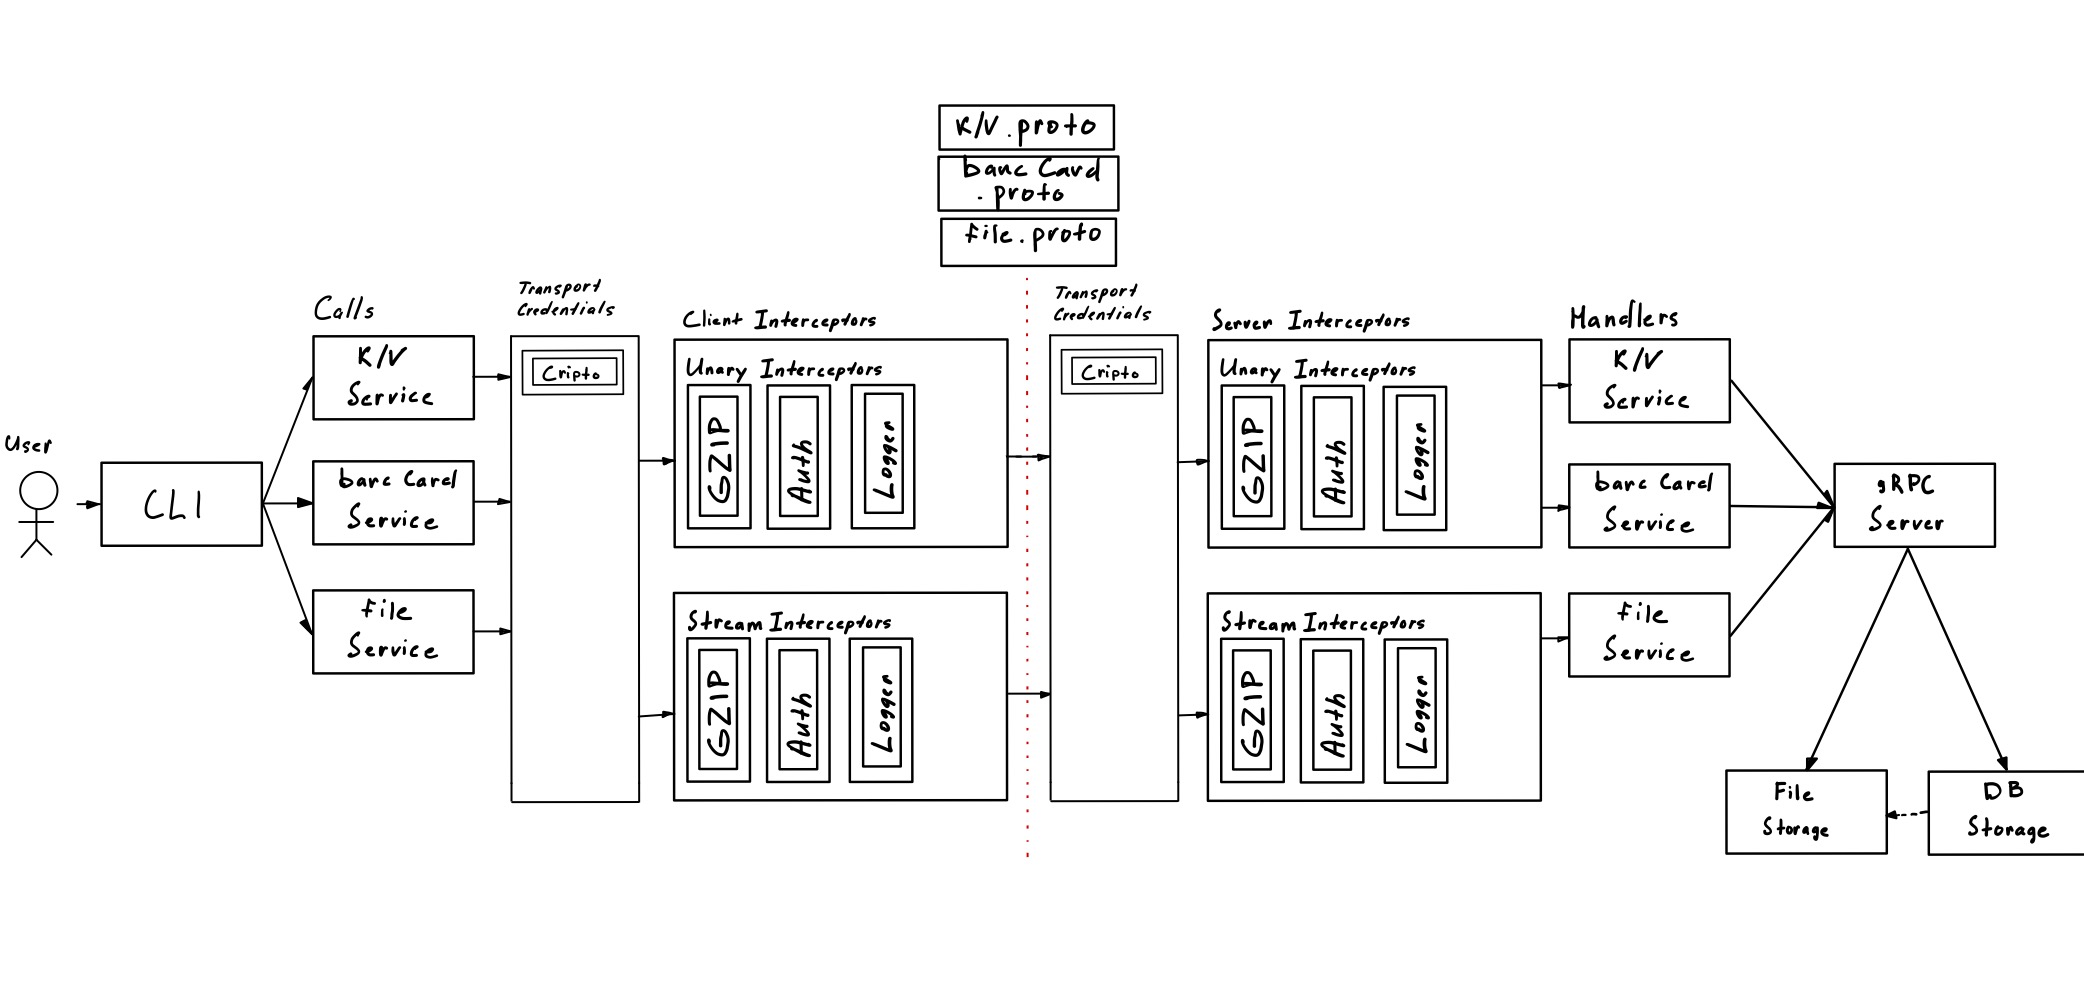 K/V.proto
banc Card
.proto
file.proto
User
CLI
Calls
K/V
Service
banc Card
Service
file
Service
Transport
Credentials
Cripto
Client Interceptors
Unary Interceptors
GZIP
Auth
Logger
Stream Interceptors
GZIP
Auth
Logger
Transport
Credentials
Cripto
Server Interceptors
Unary Interceptors
GZIP
Auth
Logger
Stream Interceptors
GZIP
Auth
Logger
Handlers
K/V
Service
banc Card
Service
file
Service
gRPC
Server
File
Storage
DB
Storage